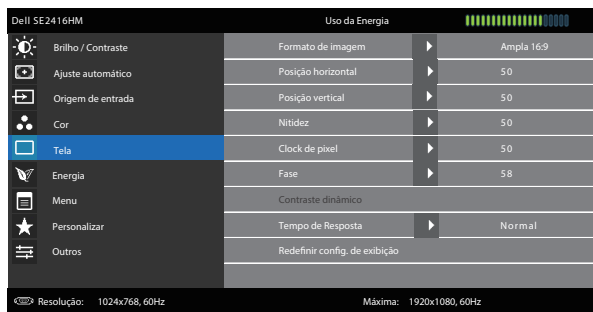 Dell SE2416HM Uso da Energia
Brilho / Contraste Formato de imagem Ampla 16:9
Ajuste automático Posição horizontal 50
Origem de entrada Posição vertical 50
Cor Nitidez 50
Tela Clock de pixel 50
Energia Fase 58
Menu Contraste dinâmico
Personalizar Tempo de Resposta Normal
Outros Redefinir config. de exibição
Resolução: 1024x768, 60Hz Máxima: 1920x1080, 60Hz